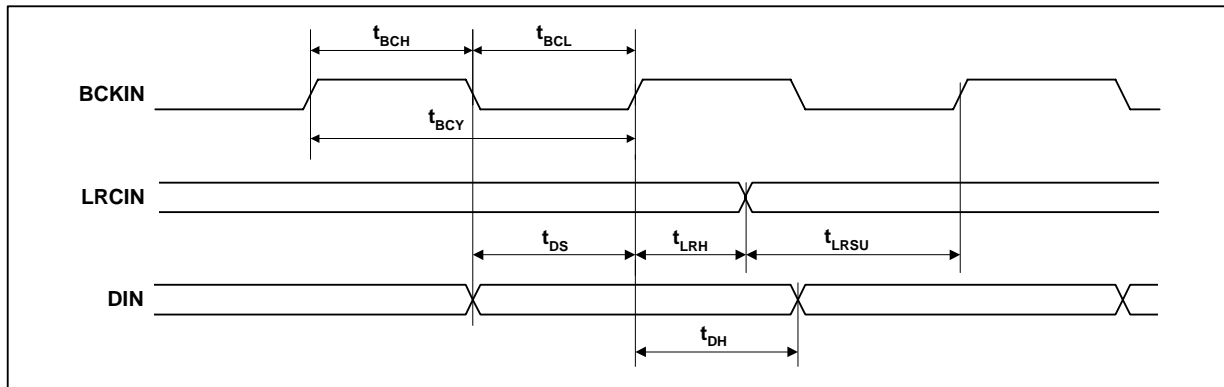 tBCH tBCL
BCKIN
tBCY
LRCIN
tDS tLRH tLRSU
DIN
tDH